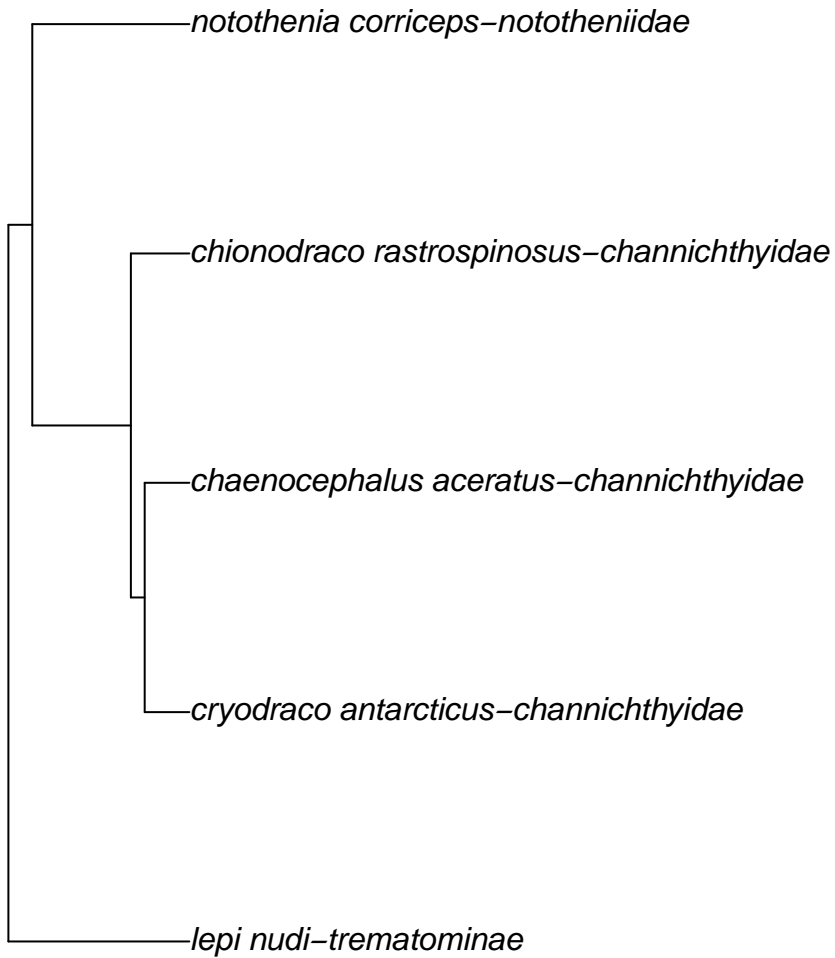 notothenia corriceps–nototheniidae
chionodraco rastrospinosus–channichthyidae
chaenocephalus aceratus–channichthyidae
cryodraco antarcticus–channichthyidae
lepi nudi–trematominae